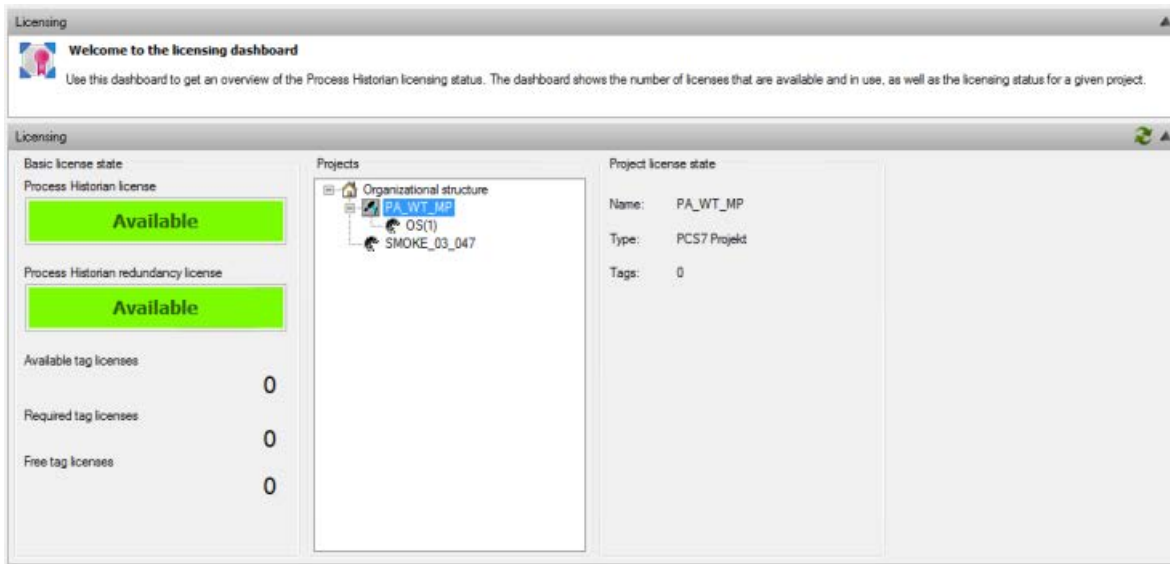 Licensing
Welcome to the licensing dashboard
Use this dashboard to get an overview of the Process Historian licensing status. The dashboard shows the number of licenses that are available and in use, as well as the licensing status for a given project.
Licensing
Basic license state
Process Historian license
Available
Process Historian redundancy license
Available
Available tag licenses
0
Required tag licenses
0
Free tag licenses
0
Projects
Organizational structure
PA_WT_MP
OS(1)
SMOKE_03_047
Project license state
Name: PA_WT_MP
Type: PCS7 Projekt
Tags: 0